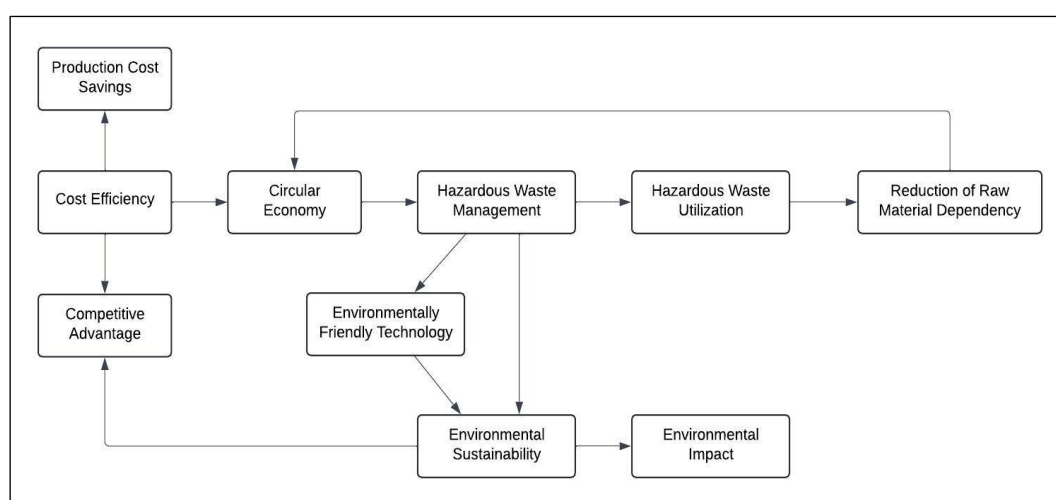 Production Cost
Savings
Cost Efficiency
Circular
Economy
Hazardous Waste
Management
Hazardous Waste
Utilization
Reduction of Raw
Material Dependency
Competitive
Advantage
Environmentally
Friendly Technology
Environmental
Sustainability
Environmental
Impact